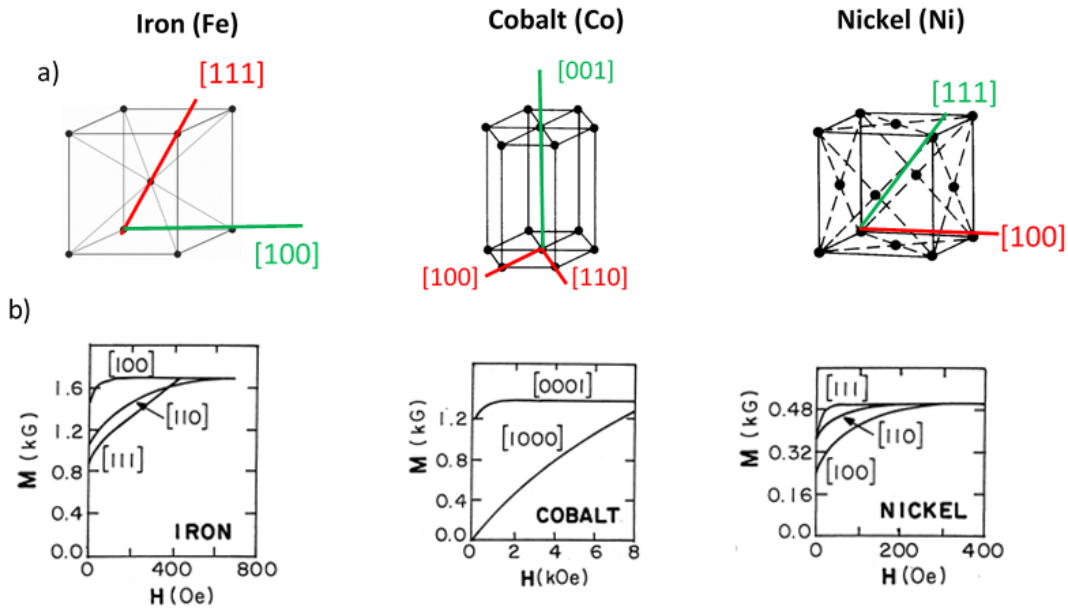 Iron (Fe) Cobalt (Co) Nickel (Ni)
a)
[111]
[100]
[001]
[100] [110]
[111]
[100]
b)
[100]
[110]
[111]
M (kG)
1.6
1.2
0.8
0.4
0.0
IRON
0 400 800
H (Oe)
[0001]
[1000]
M (kG)
1.6
1.2
0.8
0.4
0.0
COBALT
0 2 4 6 8
H (kOe)
[111]
[110]
[100]
M (kG)
0.48
0.32
0.16
0.0
NICKEL
0 200 400
H (Oe)